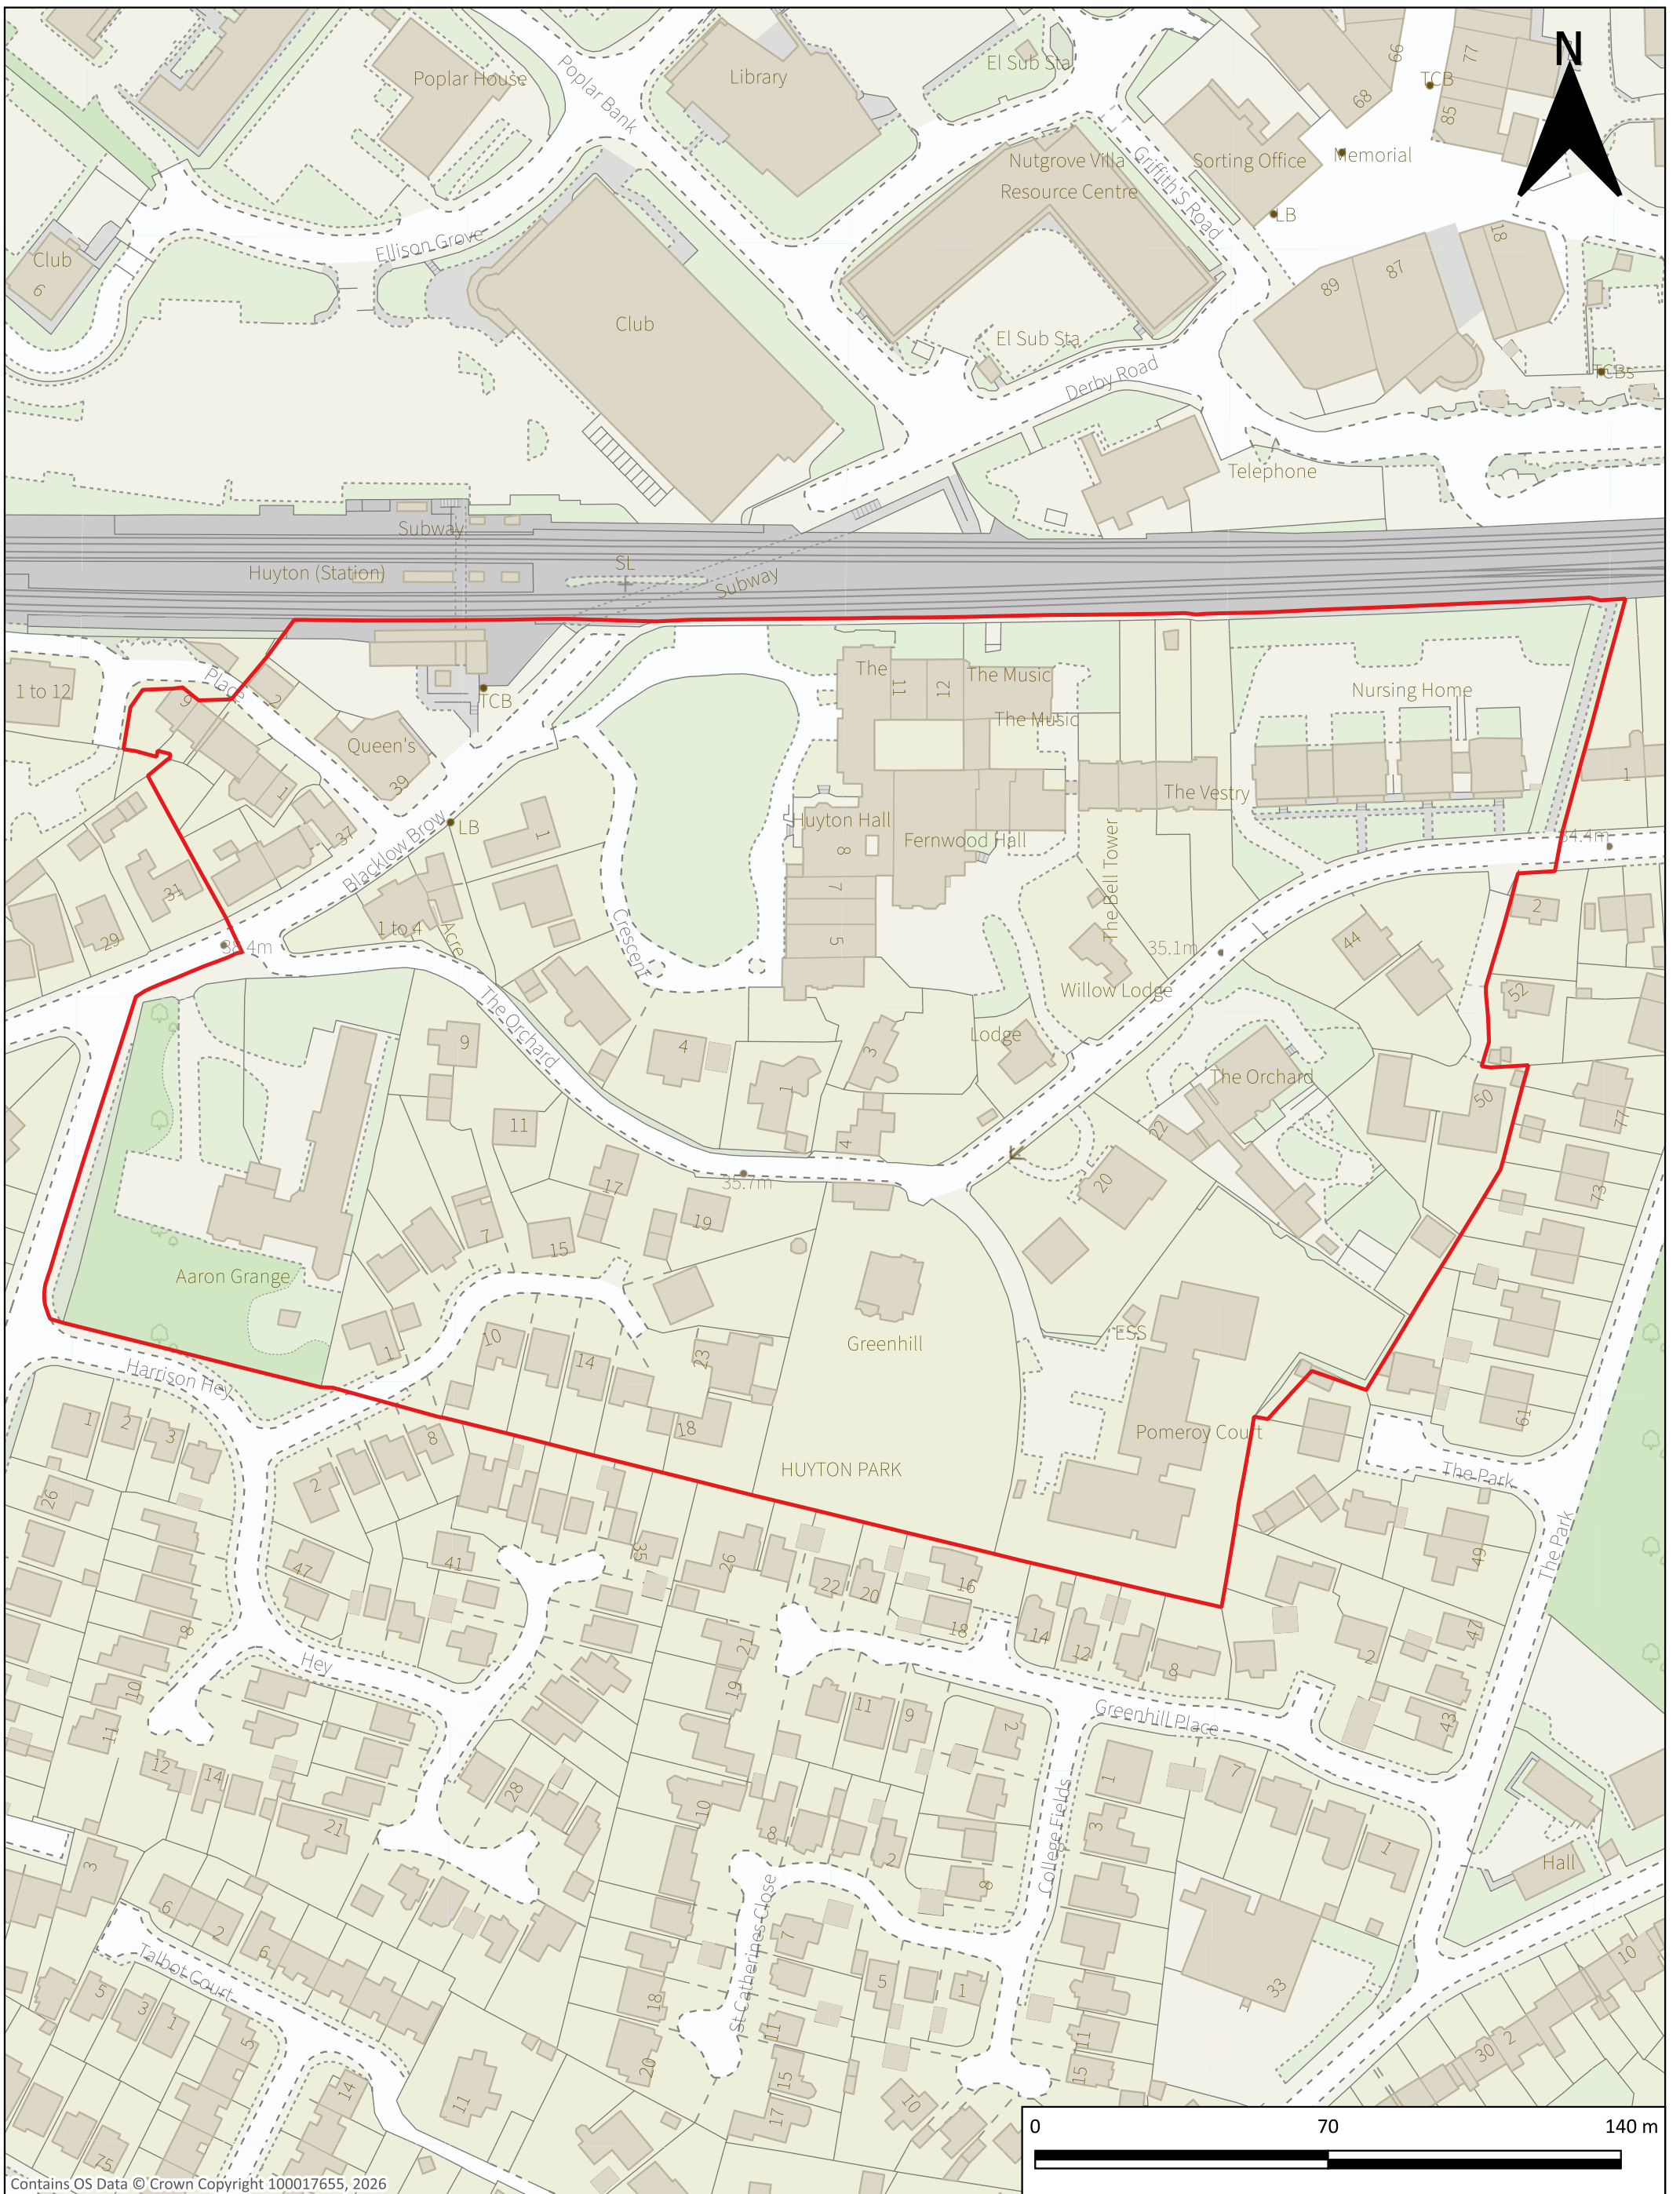 N
66
77
TCB
68
85
Poplar House
Poplar Bank
Library
El Sub Sta
Nutgrove Villa
Resource Centre
Griffith S Road
Sorting Office
Memorial
LB
Ellison Grove
Club
6
Club
18
87
89
El Sub Sta
Derby Road
TCBs
Telephone
Subway
Huyton (Station)
SL
Subway
1 to 12
Place
9
2
TCB
The
11
12
The Music
The Music
Nursing Home
Queen's
39
1
1
The Vestry
LB
37
1
Huyton Hall
8
Fernwood Hall
34.4m
Blacklow Brow
31
7
The Bell Tower
2
29
1 to 4
Acre
Crescent
5
44
38.4m
35.1m
Willow Lodge
52
The Orchard
9
4
3
Lodge
1
The Orchard
50
77
11
4
22
35.7m
20
17
73
19
7
15
Aaron Grange
ESS
Greenhill
10
1
14
23
Harrison Hey
61
1
2
3
8
18
Pomeroy Court
HUYTON PARK
The Park
2
26
The Park
41
35
49
47
26
22
20
16
18
14
12
8
8
21
47
2
Hey
10
19
11
9
2
Greenhill Place
43
11
12
14
28
1
7
10
College Fields
21
8
3
1
2
3
Hall
8
6
2
St Catherines Close
6
7
Talbot Court
10
5
5
1
33
3
18
1
5
11
11
2
30
20
15
15
14
11
10
17
75
0
70
140 m
Contains OS Data © Crown Copyright 100017655, 2026